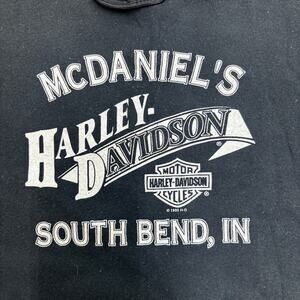 McDANIEL'S
HARLEY-
DAVIDSON®
MOTOR
HARLEY-DAVIDSON
CYCLES
SOUTH BEND, IN